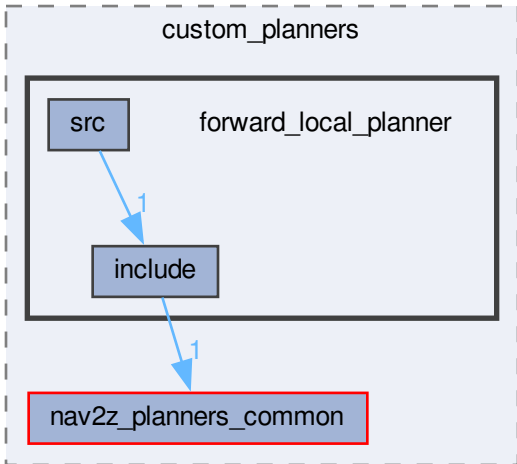 custom_planners
src
forward_local_planner
1
include
1
nav2z_planners_common